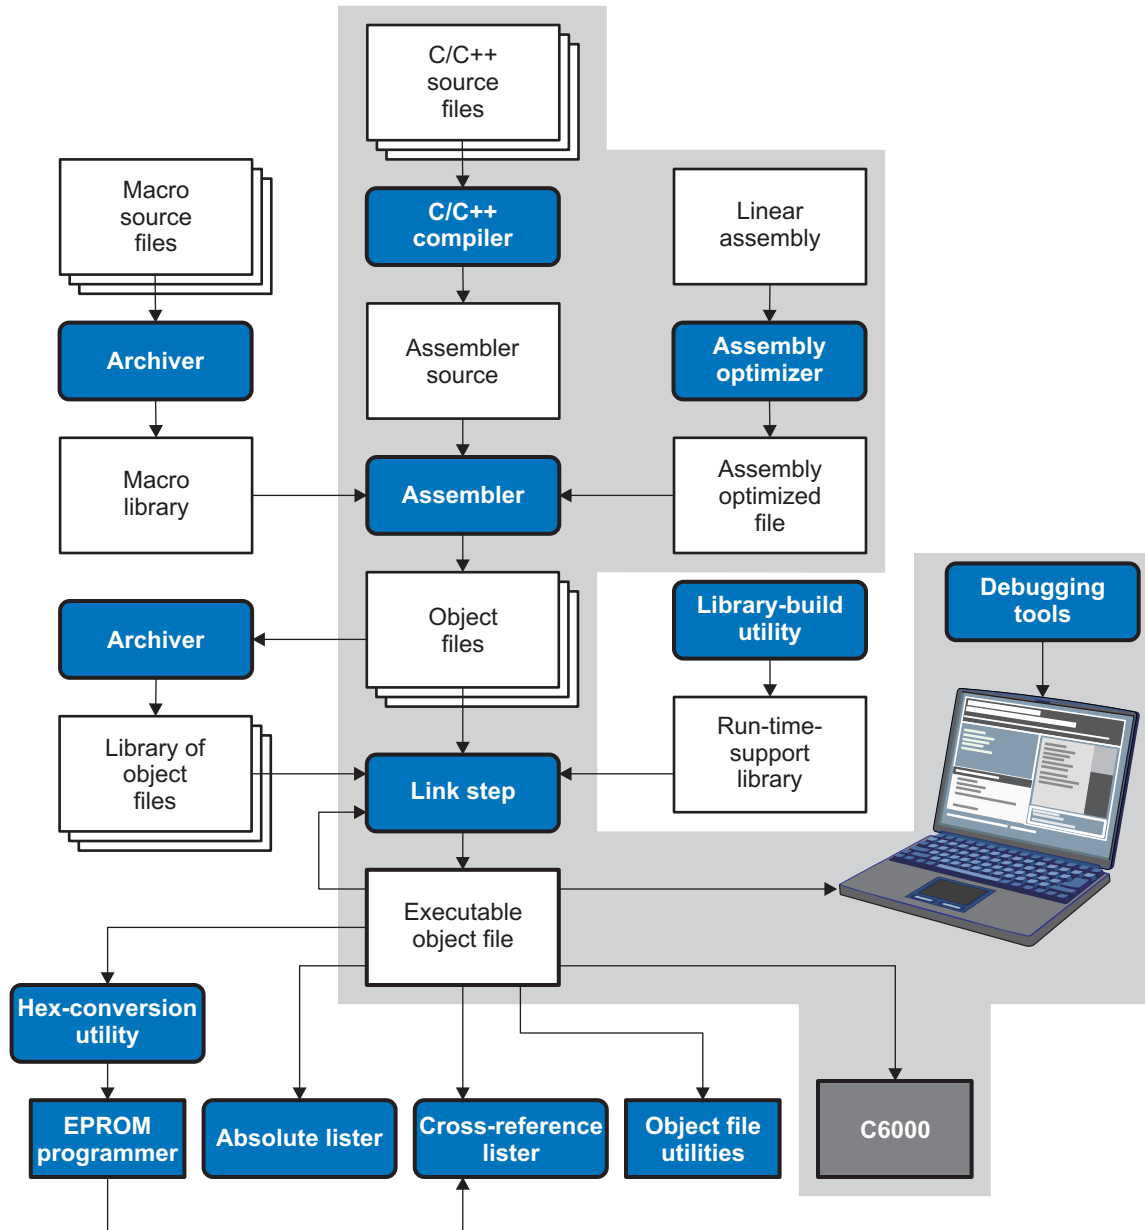 C/C++
source
files
Macro
source
files
C/C++
compiler
Linear
assembly
Archiver
Assembler
source
Assembly
optimizer
Macro
library
Assembler
Assembly
optimized
file
Archiver
Object
files
Library-build
utility
Debugging
tools
Library of
object
files
Link step
Run-time-
support
library
Executable
object file
Hex-conversion
utility
EPROM
programmer
Absolute lister
Cross-reference
lister
Object file
utilities
C6000